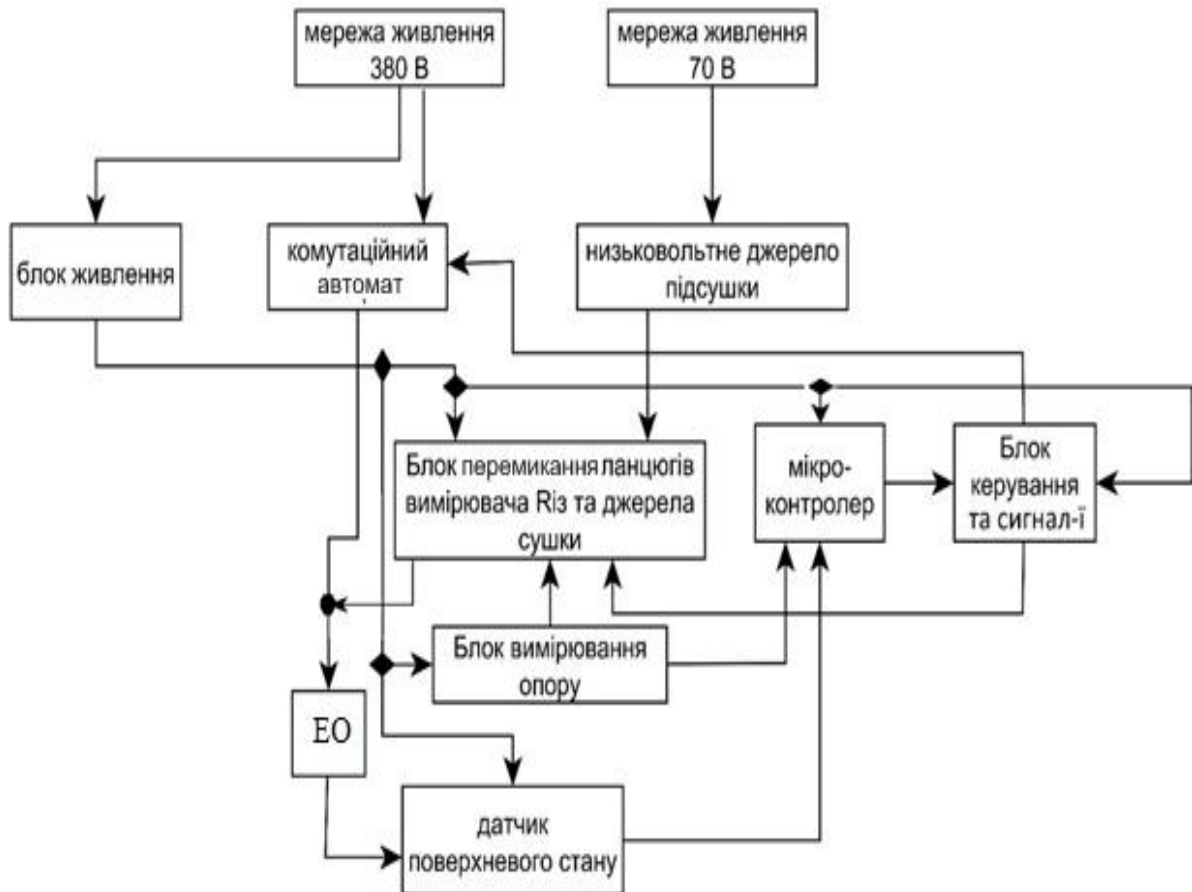 мережа живлення
380 В
мережа живлення
70 В
блок живлення
комутаційний
автомат
низьковольтне джерело
підсушки
Блок перемикання ланцюгів
вимірювача Rіз та джерела
сушки
мікро-
контролер
Блок
керування
та сигнал-ї
Блок вимірювання
опору
ЕО
датчик
поверхневого стану